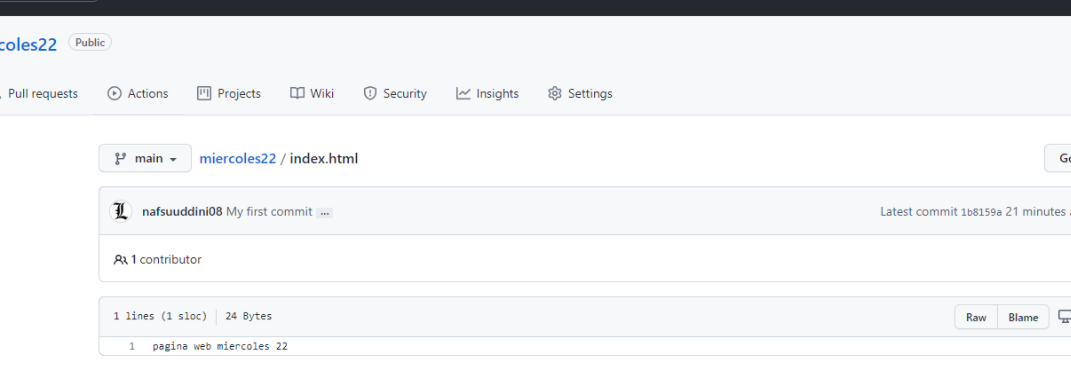 coles22 Public
Pull requests Actions Projects Wiki Security Insights Settings
main miercoles22 / index.html
nafsuuddini08 My first commit ... Latest commit 1b8159a 21 minutes
1 contributor
1 lines (1 sloc) 24 Bytes Raw Blame
1 pagina web miercoles 22